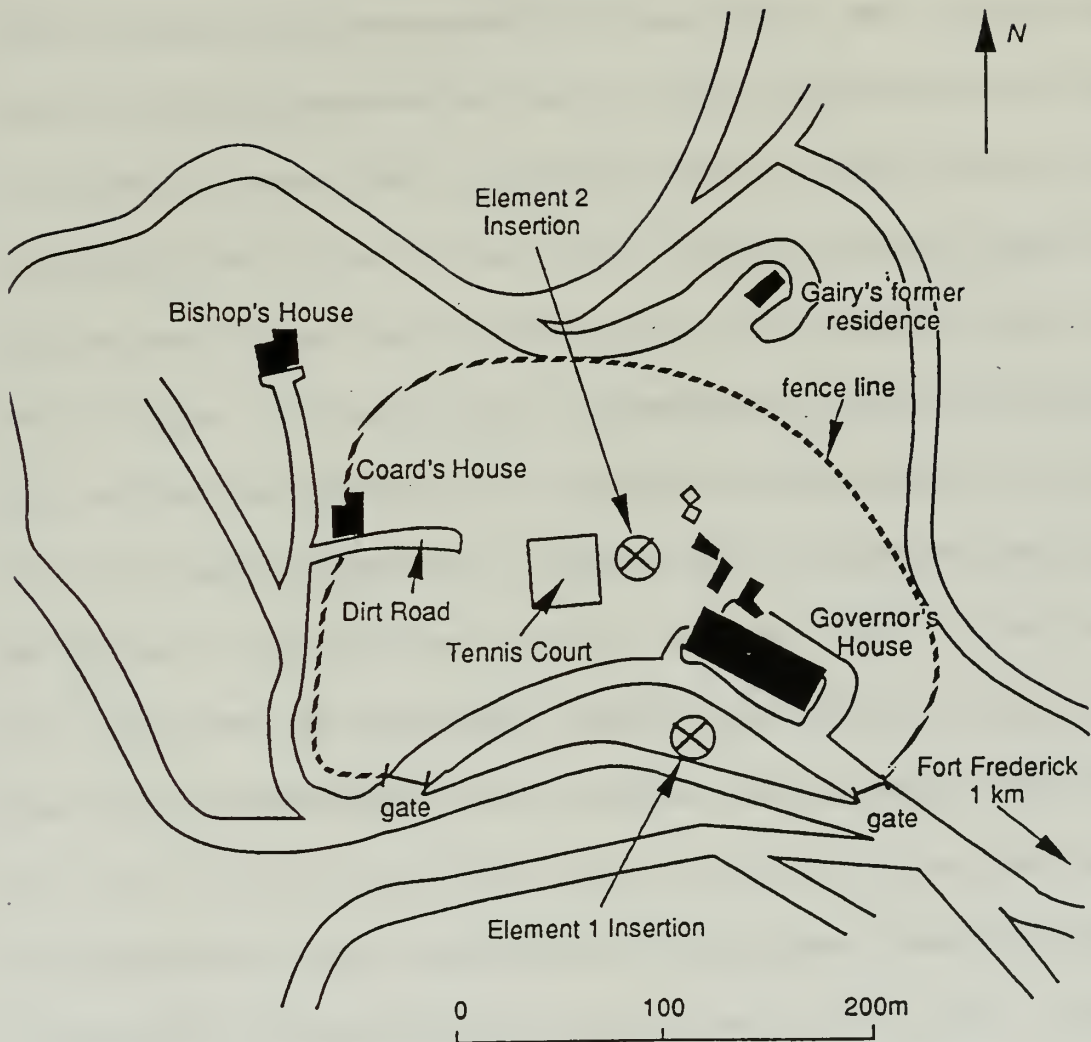 N
Element 2
Insertion
Gairy's former
residence
Bishop's House
fence line
Coard's House
Dirt Road
Tennis Court
Governor's
House
Fort Frederick
1 km
gate
gate
Element 1 Insertion
0 100 200m